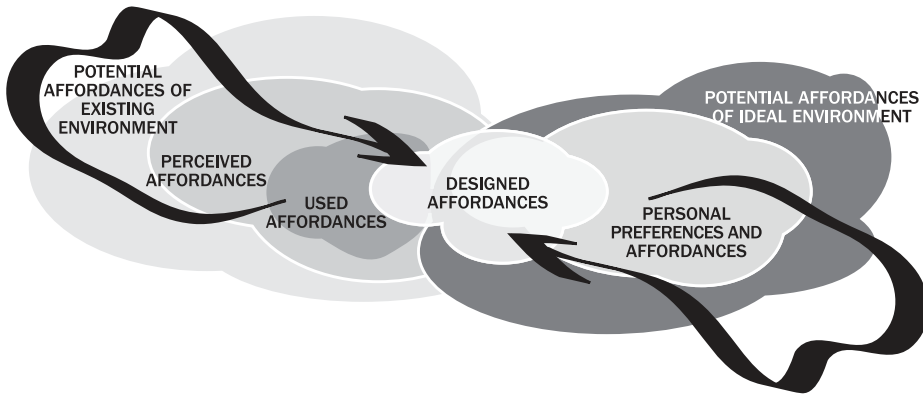 POTENTIAL
AFFORDANCES OF
EXISTING
ENVIRONMENT
PERCEIVED
AFFORDANCES
USED
AFFORDANCES
DESIGNED
AFFORDANCES
PERSONAL
PREFERENCES AND
AFFORDANCES
POTENTIAL AFFORDANCES
OF IDEAL ENVIRONMENT